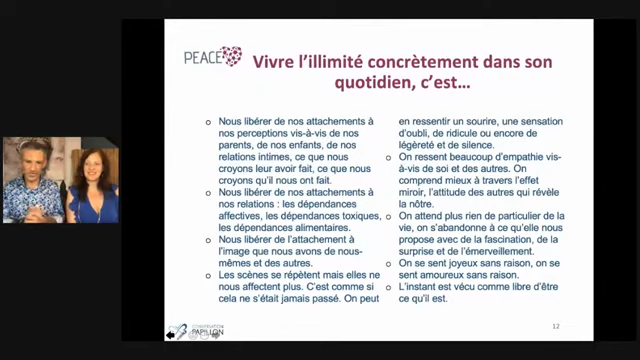 PEACE
Vivre l’illimité concrètement dans son
quotidien, c’est…
o Nous libérer de nos attachements à
nos perceptions vis-à-vis de nos
parents, de nos enfants, de nos
relations intimes, ce que nous
croyons leur avoir fait, ce que nous
croyons qu’il nous ont fait.
o Nous libérer de nos attachements à
nos relations : les dépendances
affectives, les dépendances toxiques,
les dépendances alimentaires.
o Nous libérer de l’attachement à
l’image que nous avons de nous-
mêmes et des autres.
o Les scènes se répètent mais elles ne
nous affectent plus. C’est comme si
cela ne s’était jamais passé. On peut
en ressentir un sourire, une sensation
d’oubli, de ridicule ou encore de
légèreté et de silence.
o On ressent beaucoup d’empathie vis-
à-vis de soi et des autres. On
comprend mieux à travers l’effet
miroir, l’attitude des autres qui révèle
la nôtre.
o On attend plus rien de particulier de la
vie, on s’abandonne à ce qu’elle nous
propose avec de la fascination, de la
surprise et de l’émerveillement.
o On se sent joyeux sans raison, on se
sent amoureux sans raison.
o L’instant est vécu comme libre d’être
ce qu’il est.
PAPILLON
12